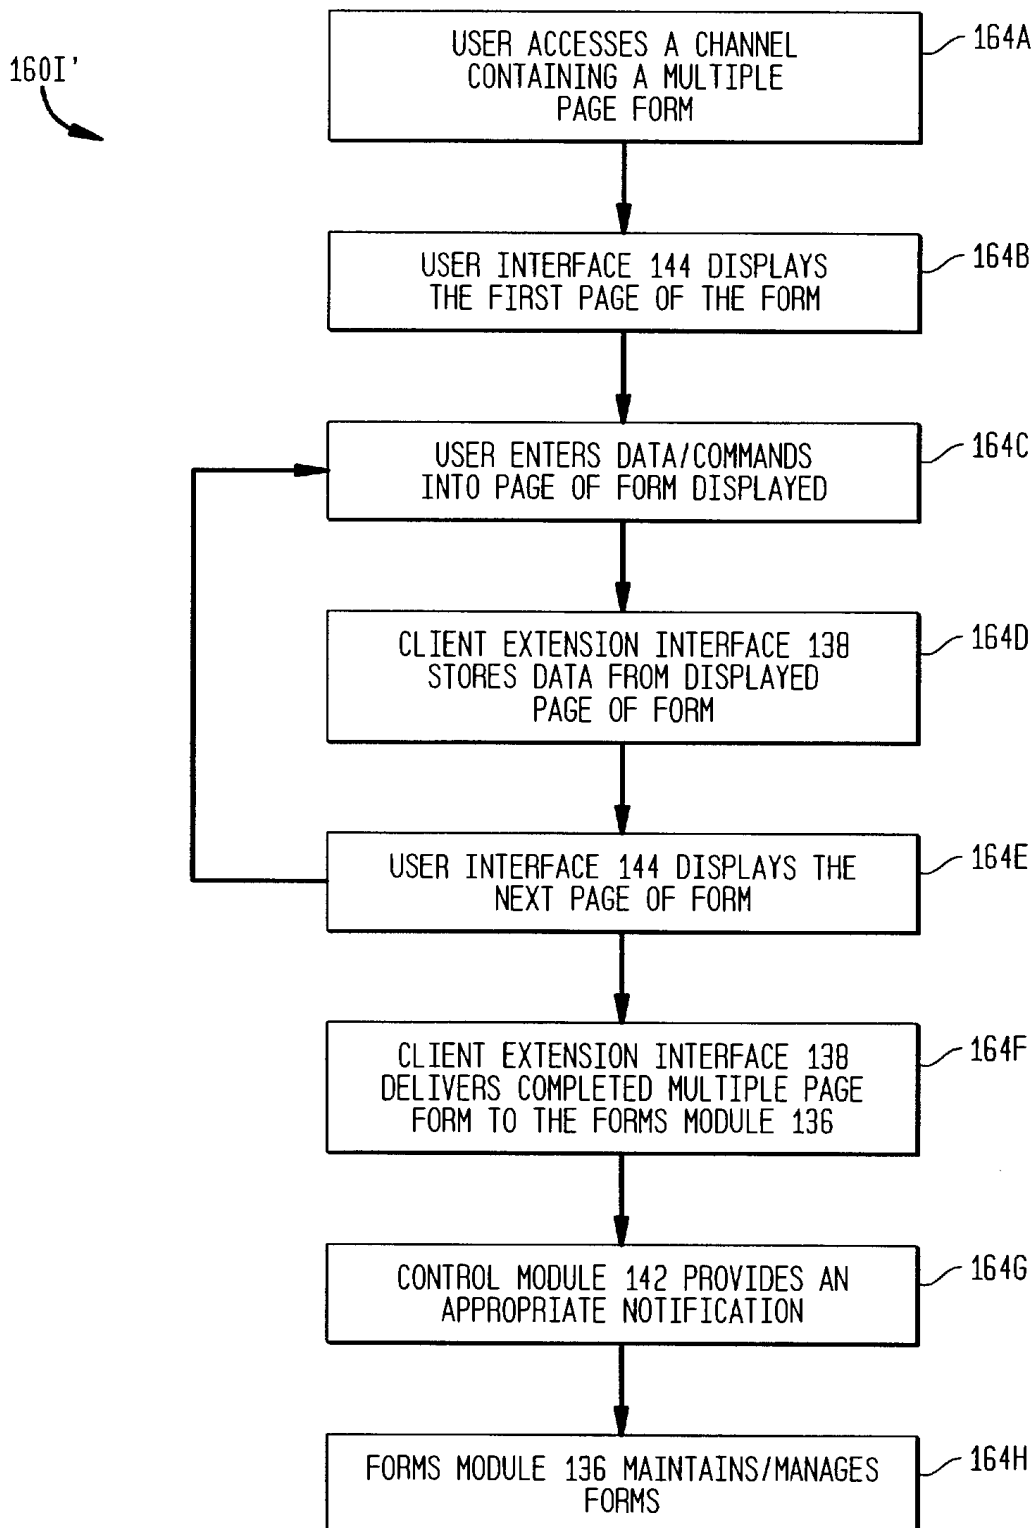 160I'
USER ACCESSES A CHANNEL
CONTAINING A MULTIPLE
PAGE FORM
164A
USER INTERFACE 144 DISPLAYS
THE FIRST PAGE OF THE FORM
164B
USER ENTERS DATA/COMMANDS
INTO PAGE OF FORM DISPLAYED
164C
CLIENT EXTENSION INTERFACE 138
STORES DATA FROM DISPLAYED
PAGE OF FORM
164D
USER INTERFACE 144 DISPLAYS THE
NEXT PAGE OF FORM
164E
CLIENT EXTENSION INTERFACE 138
DELIVERS COMPLETED MULTIPLE PAGE
FORM TO THE FORMS MODULE 136
164F
CONTROL MODULE 142 PROVIDES AN
APPROPRIATE NOTIFICATION
164G
FORMS MODULE 136 MAINTAINS/MANAGES
FORMS
164H